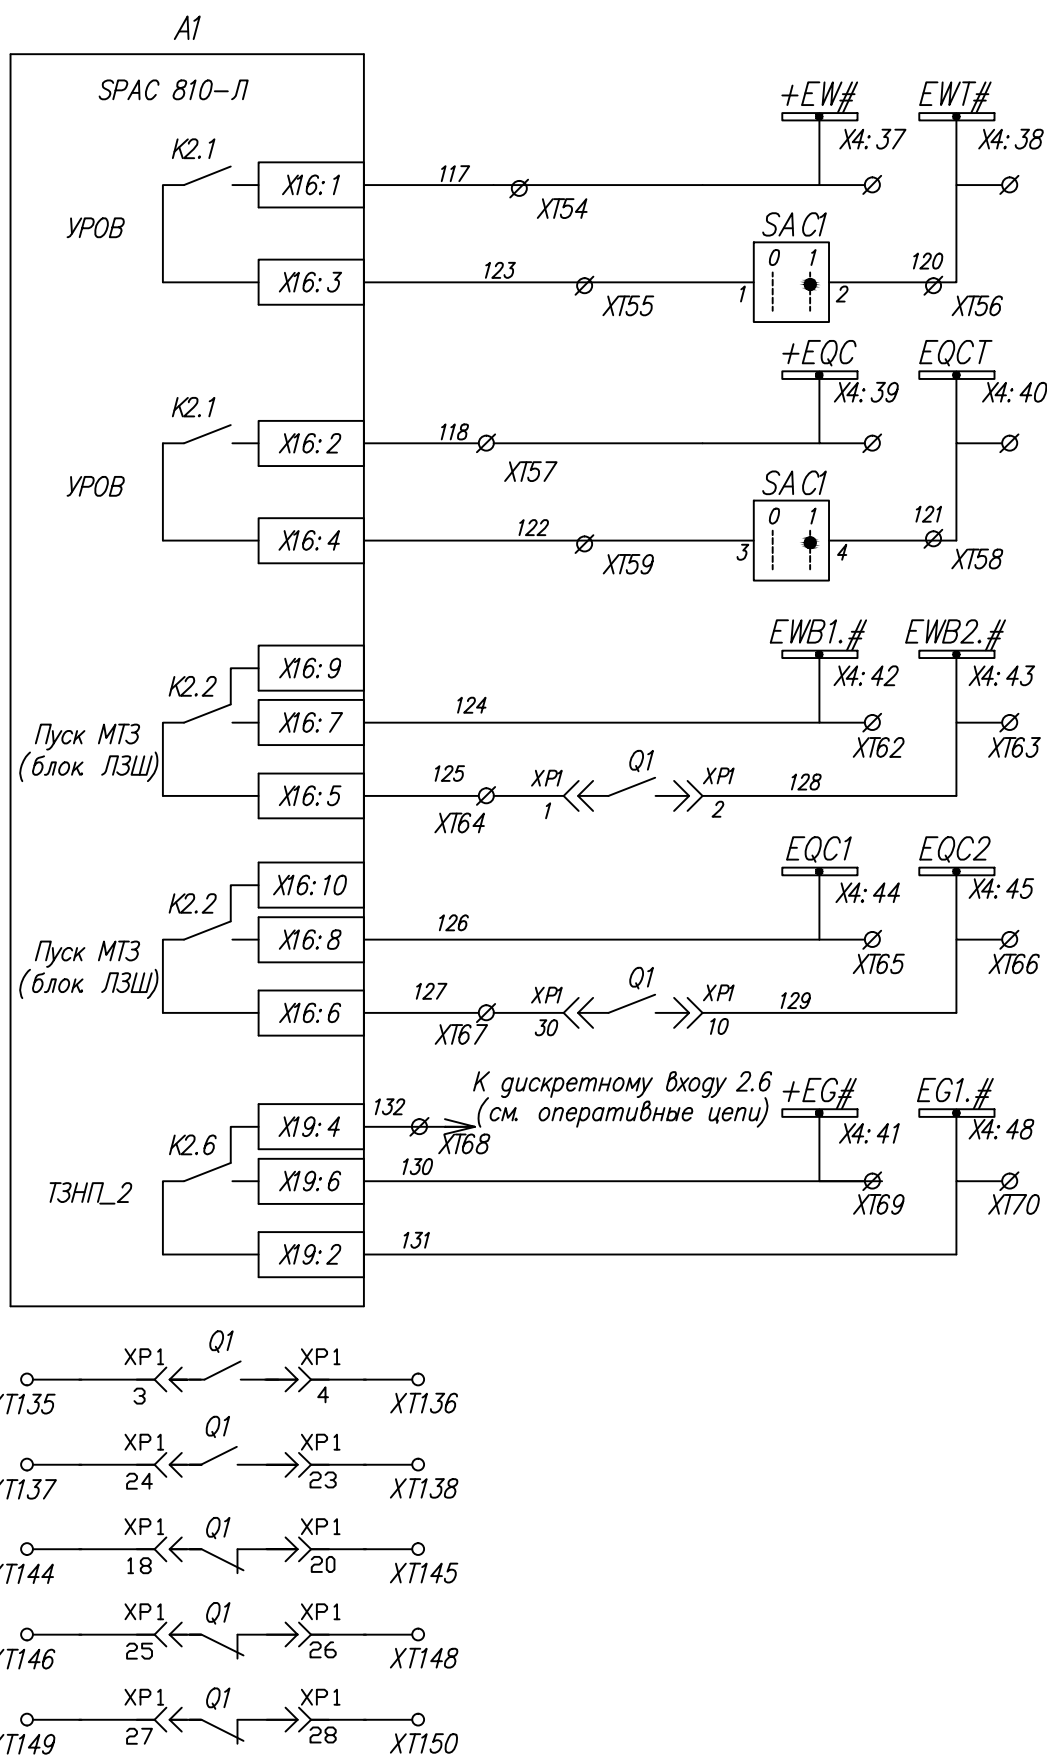 A1
SPAC 810-Л
+EW#
EWT#
X4:37
X4:38
K2.1
X16:1
117
XT54
УРОВ
SAC1
0 1
X16:3
123
XT55
1
2
120
XT56
+EQC
EQCT
X4:39
X4:40
K2.1
X16:2
118
XT57
УРОВ
SAC1
0 1
X16:4
122
XT59
3
4
121
XT58
EWB1.#
EWB2.#
X4:42
X4:43
X16:9
K2.2
X16:7
124
XT62
XT63
Пуск МТЗ
(блок. ЛЗШ)
X16:5
125
XT64
XP1
1
Q1
XP1
2
128
EQC1
EQC2
X4:44
X4:45
X16:10
K2.2
X16:8
126
XT65
XT66
Пуск МТЗ
(блок. ЛЗШ)
X16:6
127
XT67
XP1
30
Q1
XP1
10
129
К дискретному входу 2.6
(см. оперативные цепи)
+EG#
EG1.#
X4:41
X4:48
X19:4
132
XT68
K2.6
X19:6
130
XT69
XT70
ТЗНП_2
X19:2
131
XP1 Q1 XP1
XT135 3 4 XT136
XP1 Q1 XP1
XT137 24 23 XT138
XP1 Q1 XP1
XT144 18 20 XT145
XP1 Q1 XP1
XT146 25 26 XT148
XP1 Q1 XP1
XT149 27 28 XT150